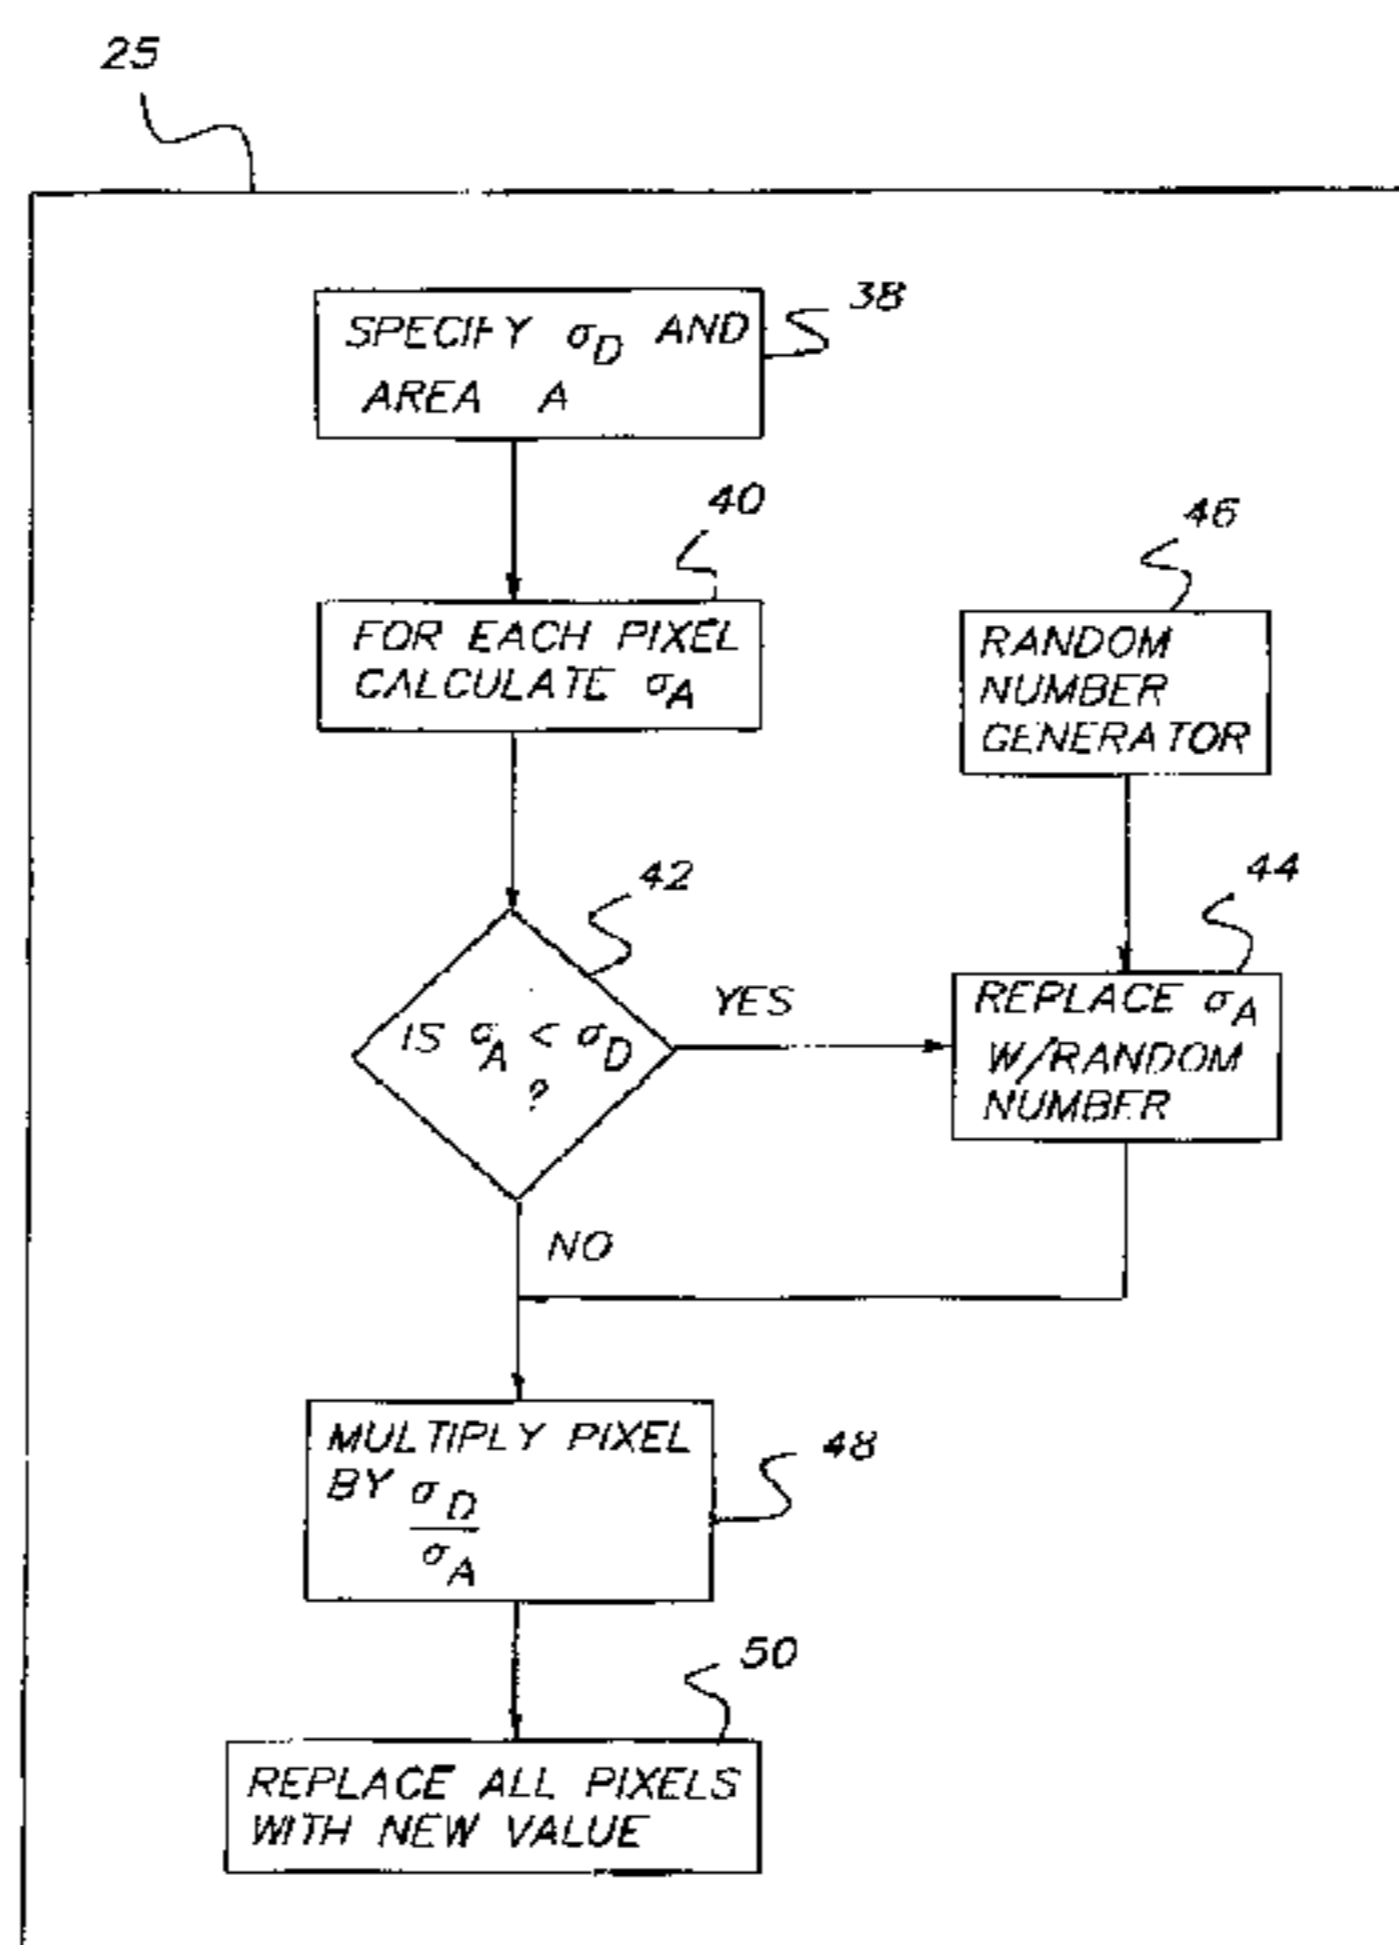 25
SPECIFY σD AND
AREA A
38
40
FOR EACH PIXEL
CALCULATE σA
46
RANDOM
NUMBER
GENERATOR
42
IS σA < σD
?
YES
44
REPLACE σA
W/RANDOM
NUMBER
NO
MULTIPLY PIXEL
BY σD
σA
48
50
REPLACE ALL PIXELS
WITH NEW VALUE